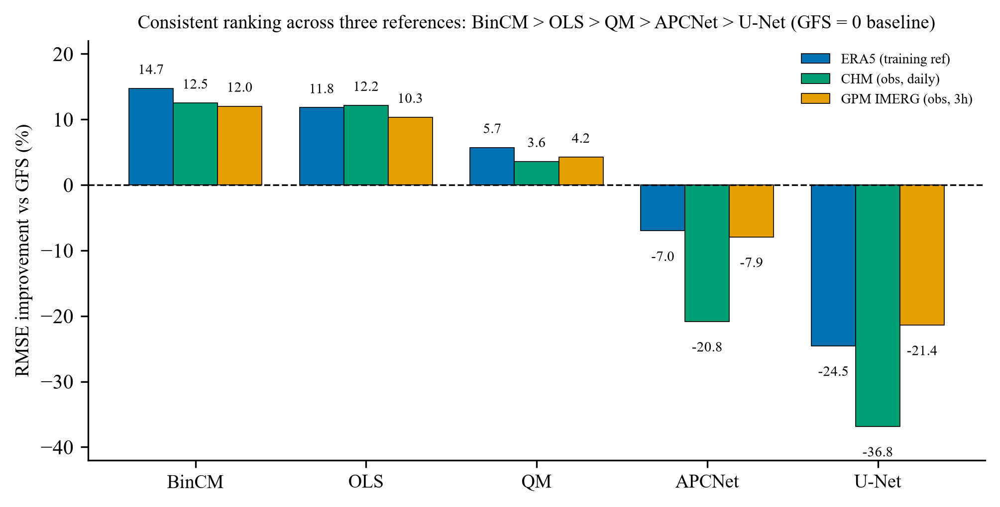 Consistent ranking across three references: BinCM > OLS > QM > APCNet > U-Net (GFS = 0 baseline)
ERA5 (training ref)
CHM (obs, daily)
GPM IMERG (obs, 3h)
RMSE improvement vs GFS (%)
20
10
0
−10
−20
−30
−40
14.7
12.5
12.0
11.8
12.2
10.3
5.7
3.6
4.2
-7.0
-20.8
-7.9
-24.5
-36.8
-21.4
BinCM
OLS
QM
APCNet
U-Net